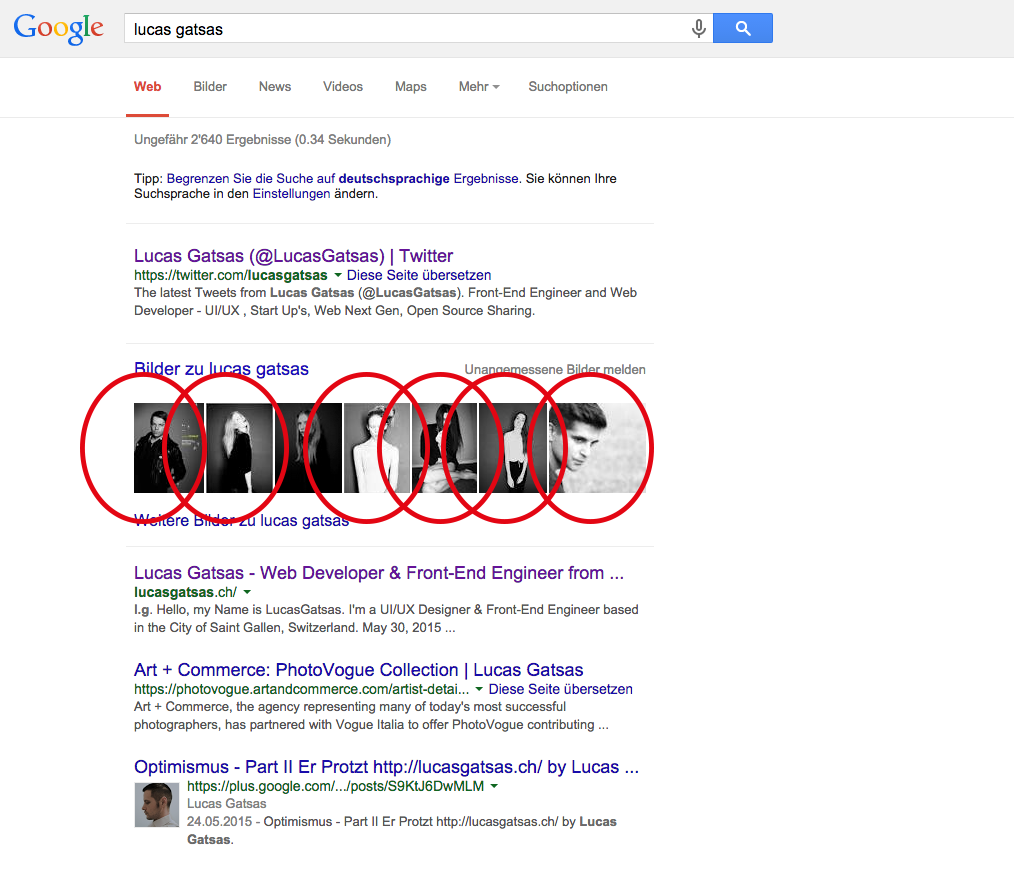 Google
lucas gatsas
Web Bilder News Videos Maps Mehr Suchoptionen
Ungefähr 2'640 Ergebnisse (0.34 Sekunden)
Tipp: Begrenzen Sie die Suche auf deutschsprachige Ergebnisse. Sie können Ihre
Suchsprache in den Einstellungen ändern.
Lucas Gatsas (@LucasGatsas) | Twitter
https://twitter.com/lucasgatsas Diese Seite übersetzen
The latest Tweets from Lucas Gatsas (@LucasGatsas). Front-End Engineer and Web
Developer - UI/UX , Start Up's, Web Next Gen, Open Source Sharing.
Bilder zu lucas gatsas Unangemessene Bilder melden
Weitere Bilder zu lucas gatsas
Lucas Gatsas - Web Developer & Front-End Engineer from ...
lucasgatsas.ch/
l.g. Hello, my Name is LucasGatsas. I'm a UI/UX Designer & Front-End Engineer based
in the City of Saint Gallen, Switzerland. May 30, 2015 ...
Art + Commerce: PhotoVogue Collection | Lucas Gatsas
https://photovogue.artandcommerce.com/artist-detai... Diese Seite übersetzen
Art + Commerce, the agency representing many of today's most successful
photographers, has partnered with Vogue Italia to offer PhotoVogue contributing ...
Optimismus - Part II Er Protzt http://lucasgatsas.ch/ by Lucas ...
https://plus.google.com/.../posts/S9KtJ6DwMLM
Lucas Gatsas
24.05.2015 - Optimismus - Part II Er Protzt http://lucasgatsas.ch/ by Lucas
Gatsas.